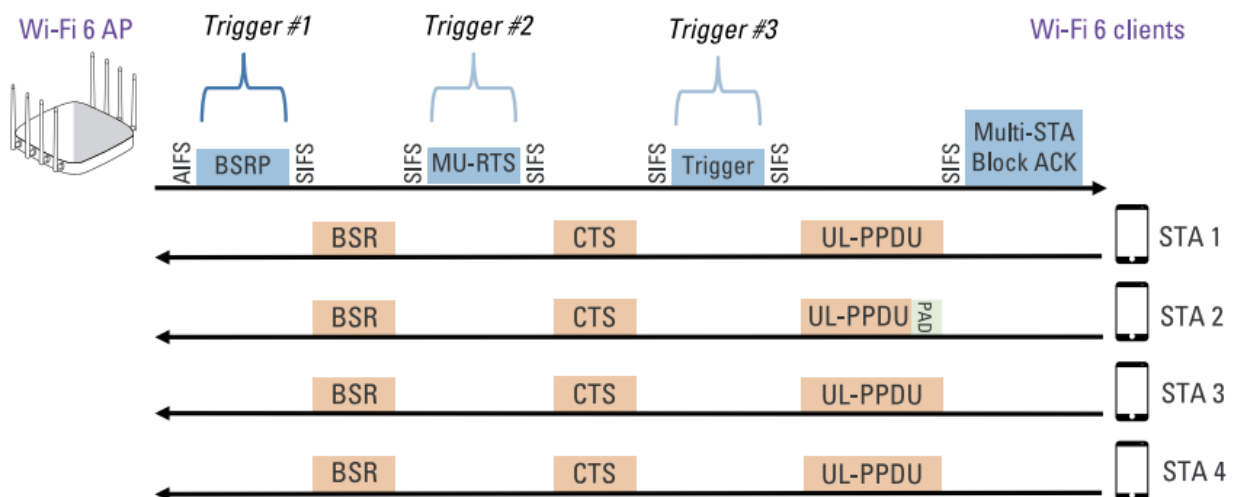 Wi-Fi 6 AP
Trigger #1
Trigger #2
Trigger #3
Wi-Fi 6 clients
AIFS
BSRP
SIFS
SIFS
MU-RTS
SIFS
SIFS
Trigger
SIFS
SIFS
Multi-STA
Block ACK
BSR
CTS
UL-PPDU
STA 1
BSR
CTS
UL-PPDU
PAD
STA 2
BSR
CTS
UL-PPDU
STA 3
BSR
CTS
UL-PPDU
STA 4